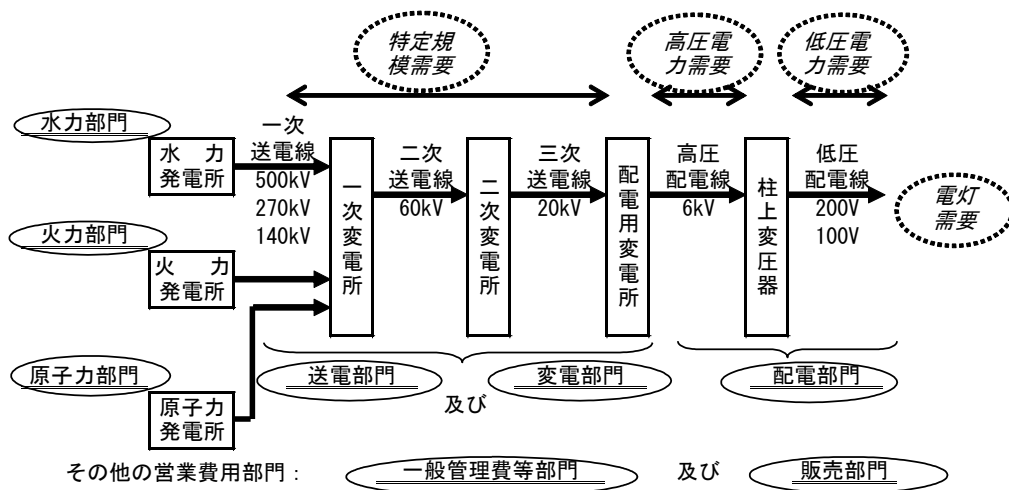 特定規
模需要
高圧電
力需要
低圧電
力需要
水力部門
水 力
発電所
一次
送電線
500kV
270kV
140kV
一次変電所
二次
送電線
60kV
二次変電所
三次
送電線
20kV
配電用変電所
高圧
配電線
6kV
柱上変圧器
低圧
配電線
200V
100V
電灯
需要
火力部門
火 力
発電所
原子力部門
原子力
発電所
送電部門
及び
変電部門
配電部門
その他の営業費用部門：
一般管理費等部門
及び
販売部門